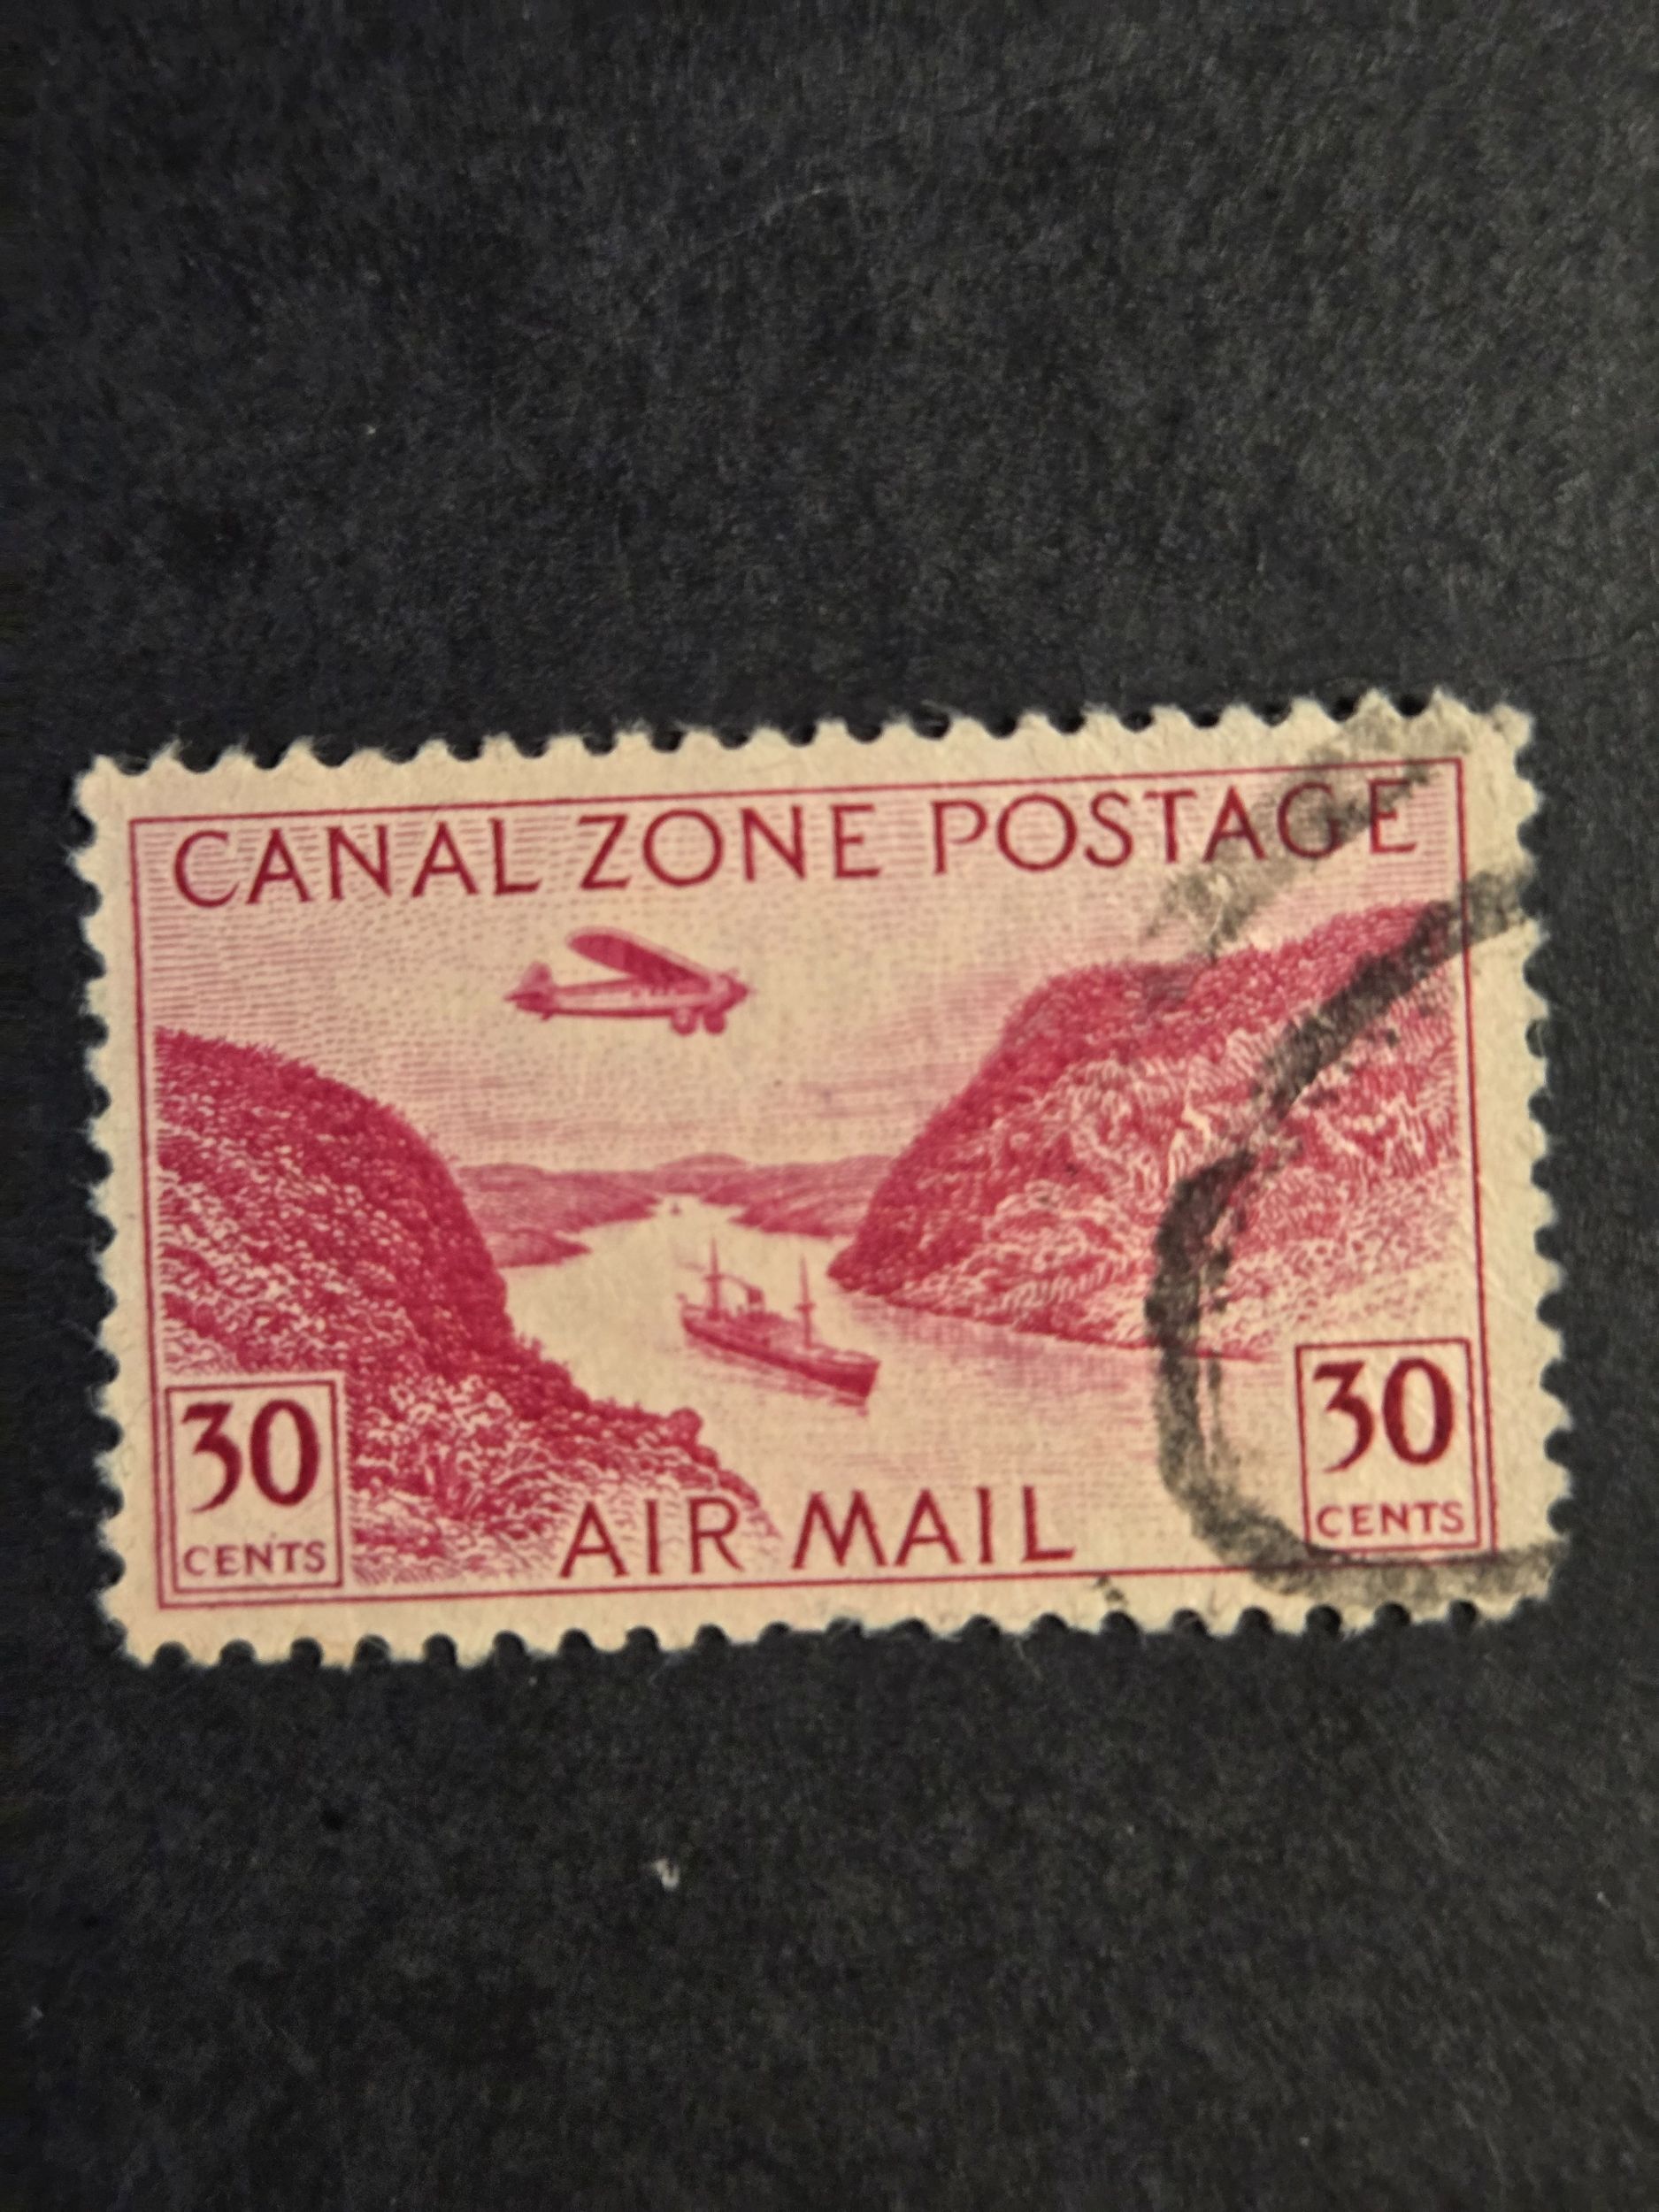 CANAL ZONE POSTAGE
30
CENTS
AIR MAIL
30
CENTS